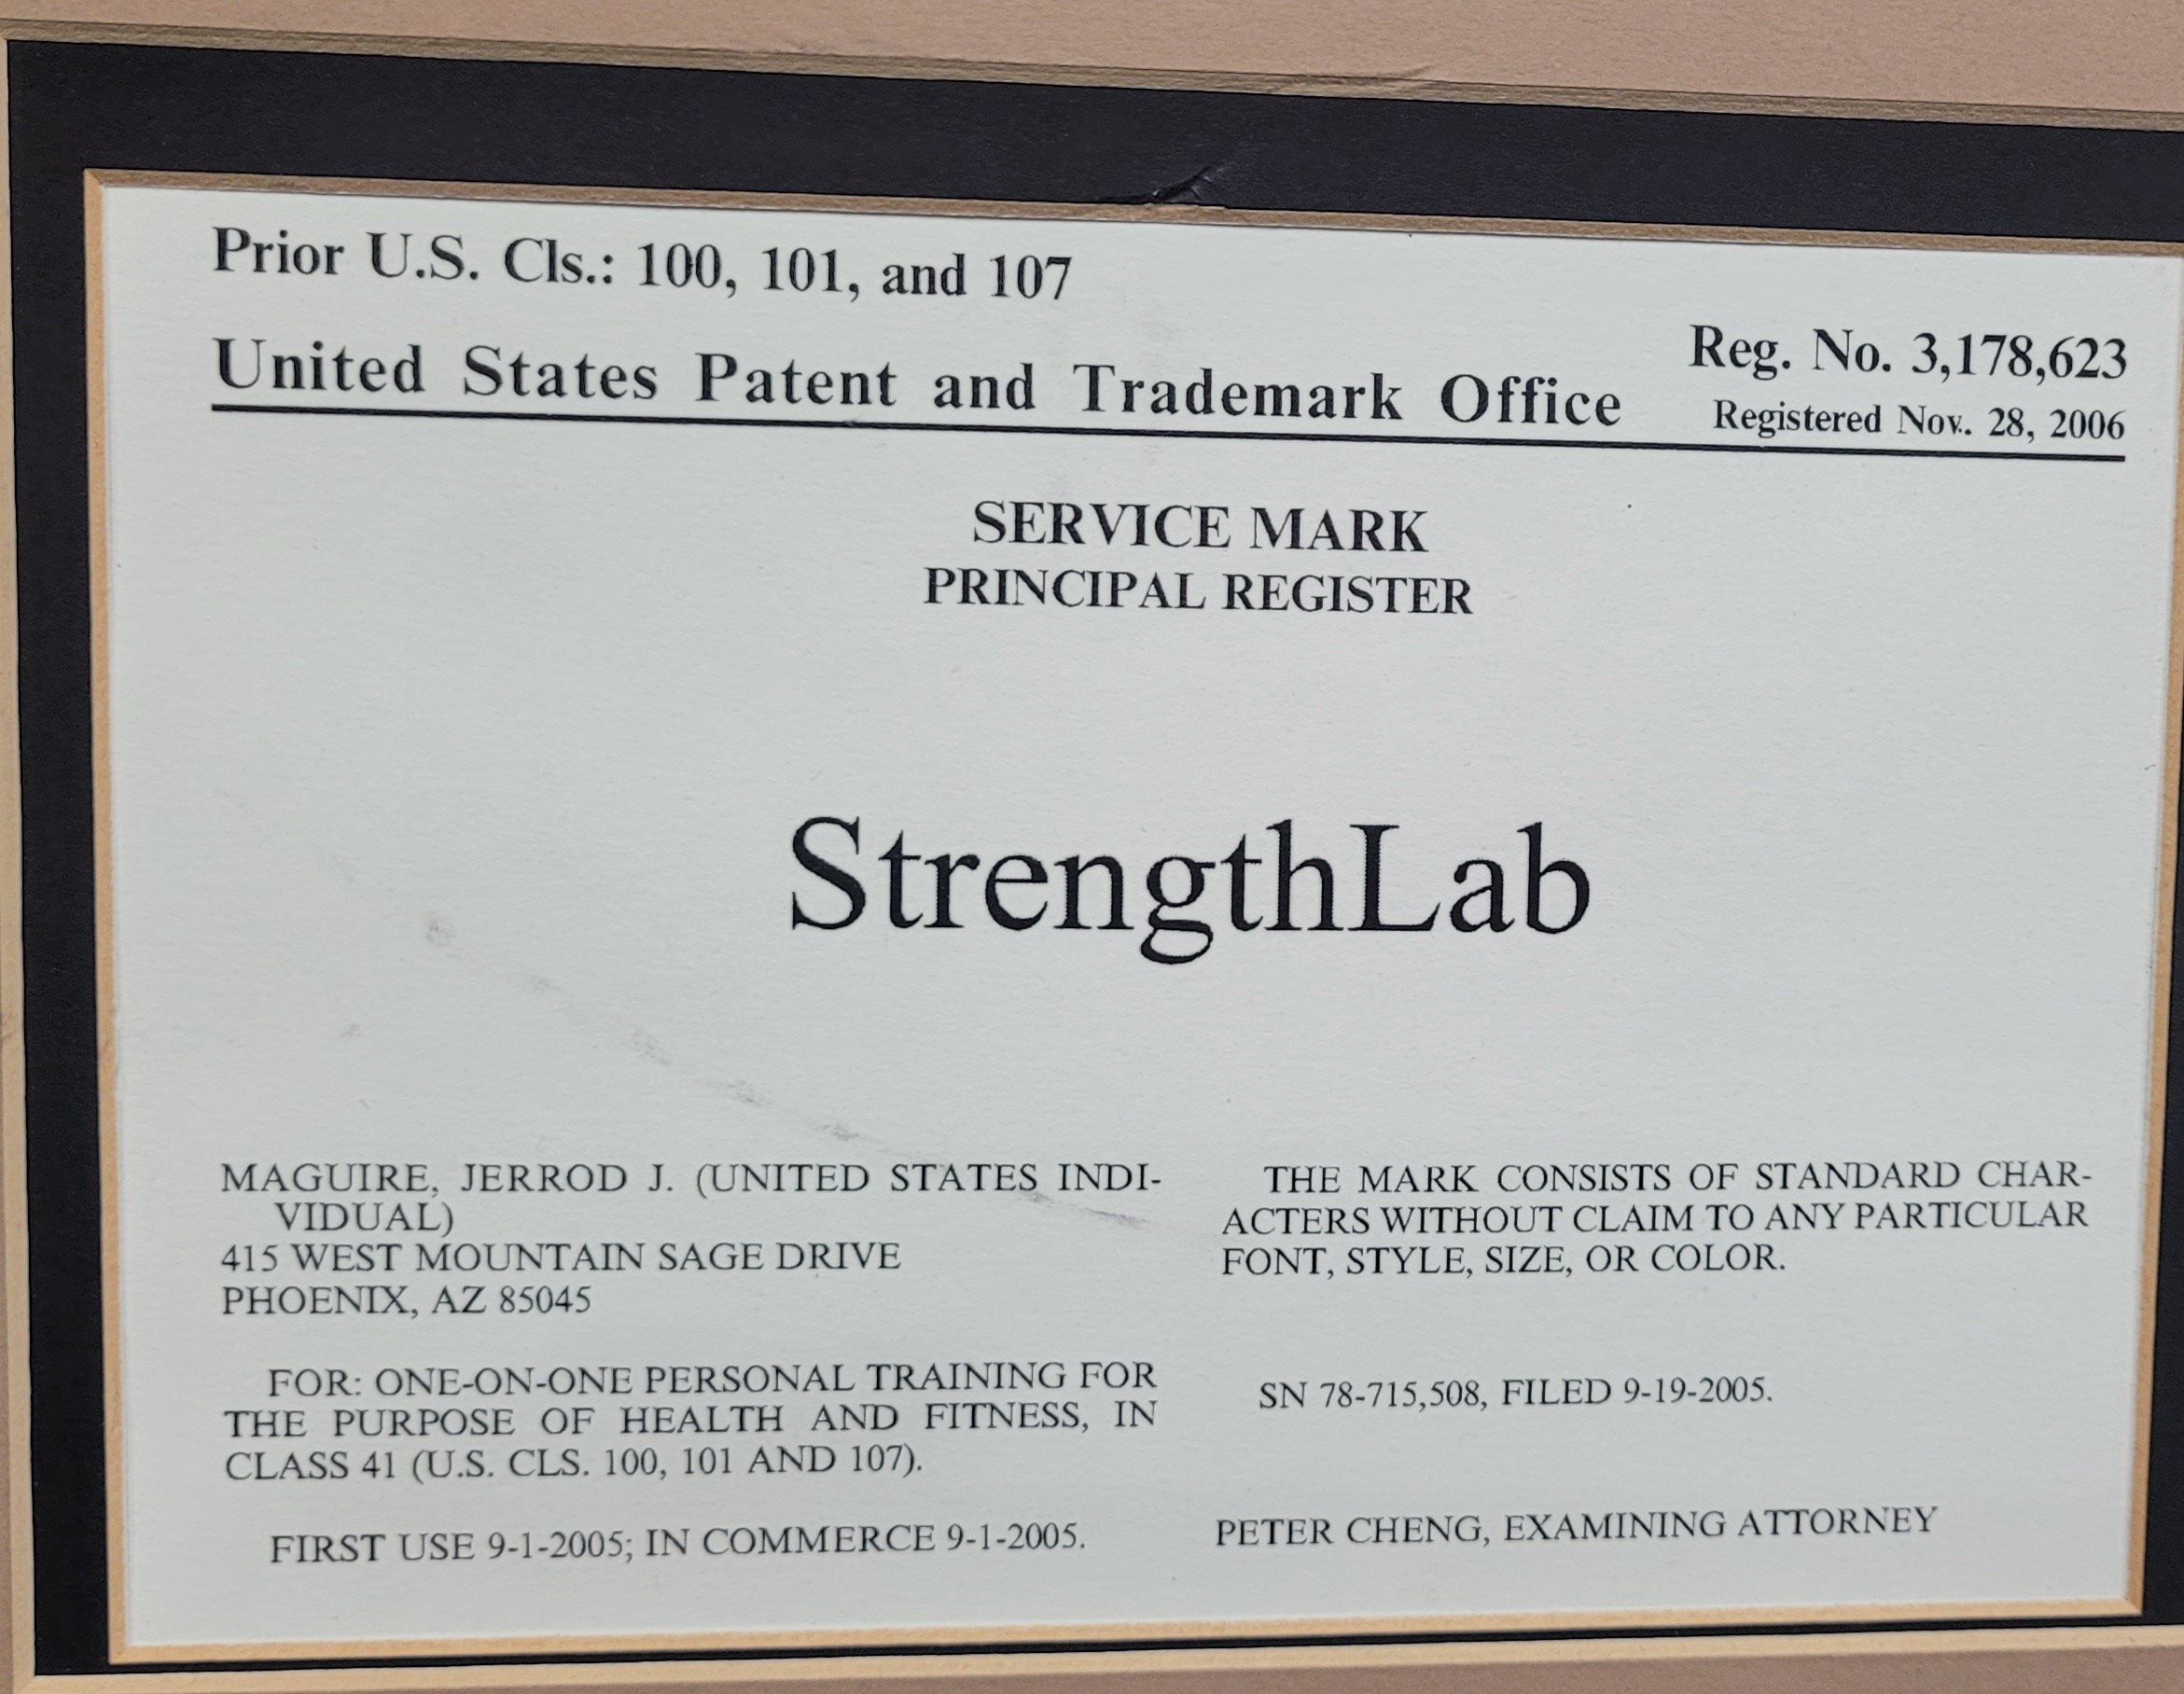 Prior U.S. Cls.: 100, 101, and 107
United States Patent and Trademark Office
Reg. No. 3,178,623
Registered Nov. 28, 2006
SERVICE MARK
PRINCIPAL REGISTER
StrengthLab
MAGUIRE, JERROD J. (UNITED STATES INDI-
VIDUAL)
415 WEST MOUNTAIN SAGE DRIVE
PHOENIX, AZ 85045
FOR: ONE-ON-ONE PERSONAL TRAINING FOR
THE PURPOSE OF HEALTH AND FITNESS, IN
CLASS 41 (U.S. CLS. 100, 101 AND 107).
FIRST USE 9-1-2005; IN COMMERCE 9-1-2005.
THE MARK CONSISTS OF STANDARD CHAR-
ACTERS WITHOUT CLAIM TO ANY PARTICULAR
FONT, STYLE, SIZE, OR COLOR.
SN 78-715,508, FILED 9-19-2005.
PETER CHENG, EXAMINING ATTORNEY